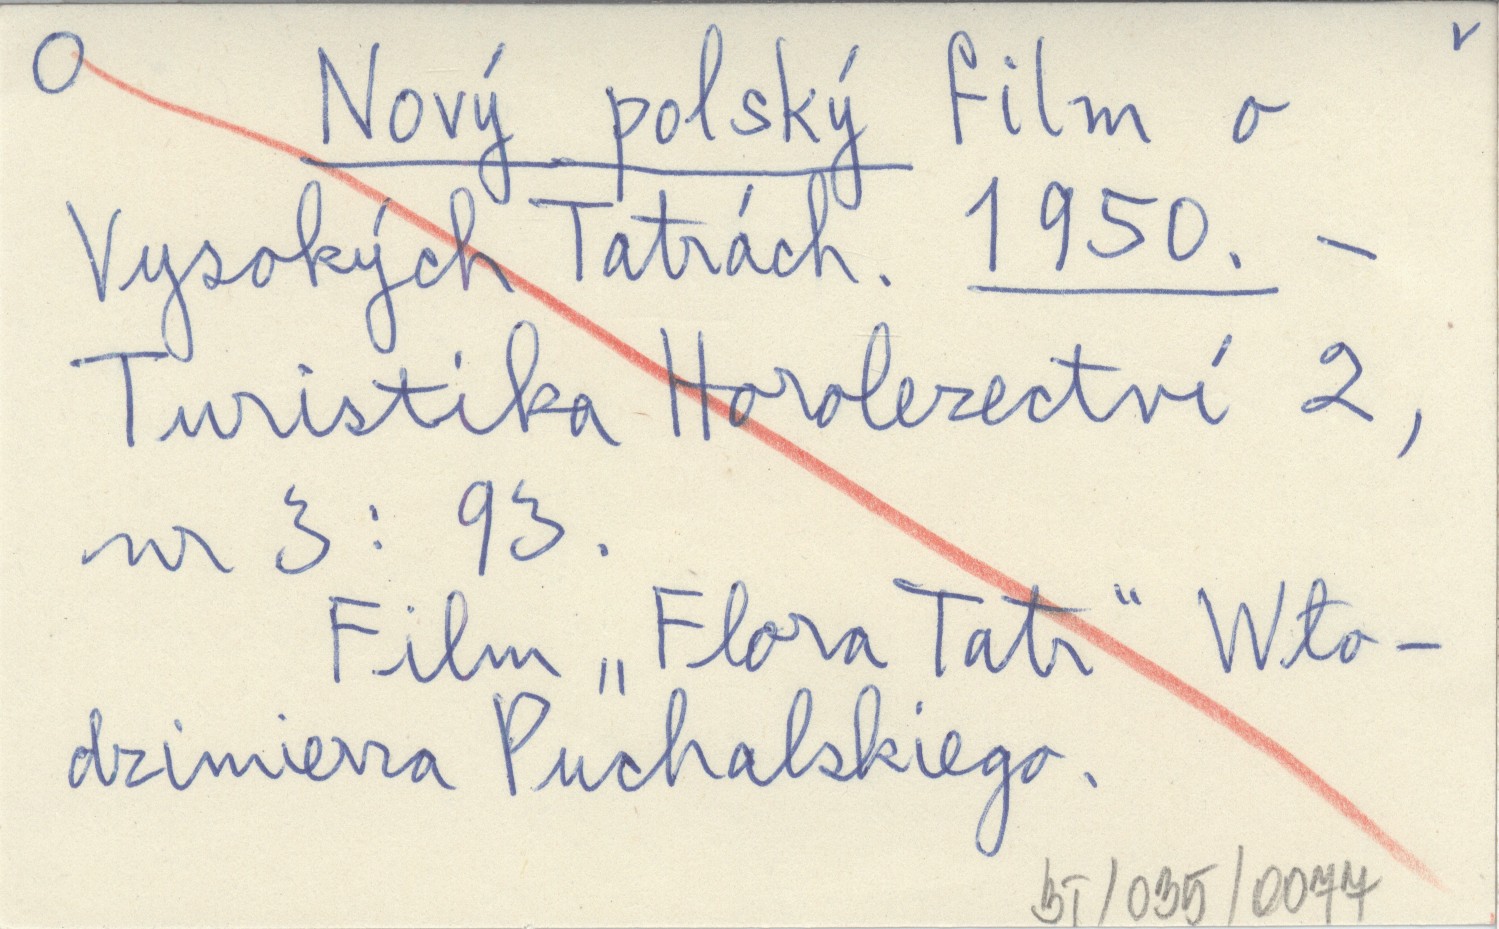 O Nový polský film o v
Vysokých Tatrách. 1950. –
Turistika Horolezectví 2,
nr 3: 93.
Film „Flora Tatr" Wło-
dzimierza Puchalskiego.
BT/035/0077